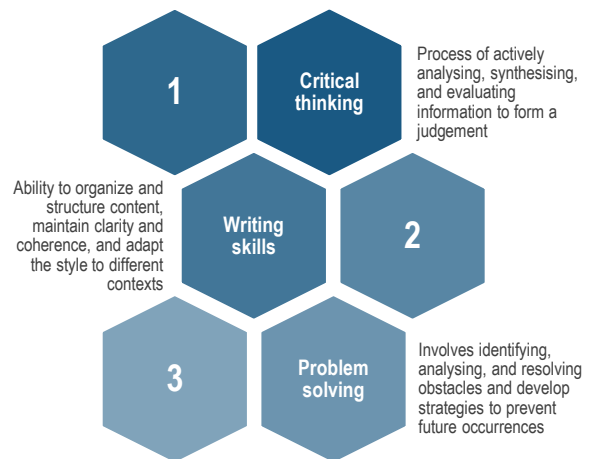 1
Critical
thinking
Process of actively
analysing, synthesising,
and evaluating
information to form a
judgement
Ability to organize and
structure content,
maintain clarity and
coherence, and adapt
the style to different
contexts
Writing
skills
2
3
Problem
solving
Involves identifying,
analysing, and resolving
obstacles and develop
strategies to prevent
future occurrences